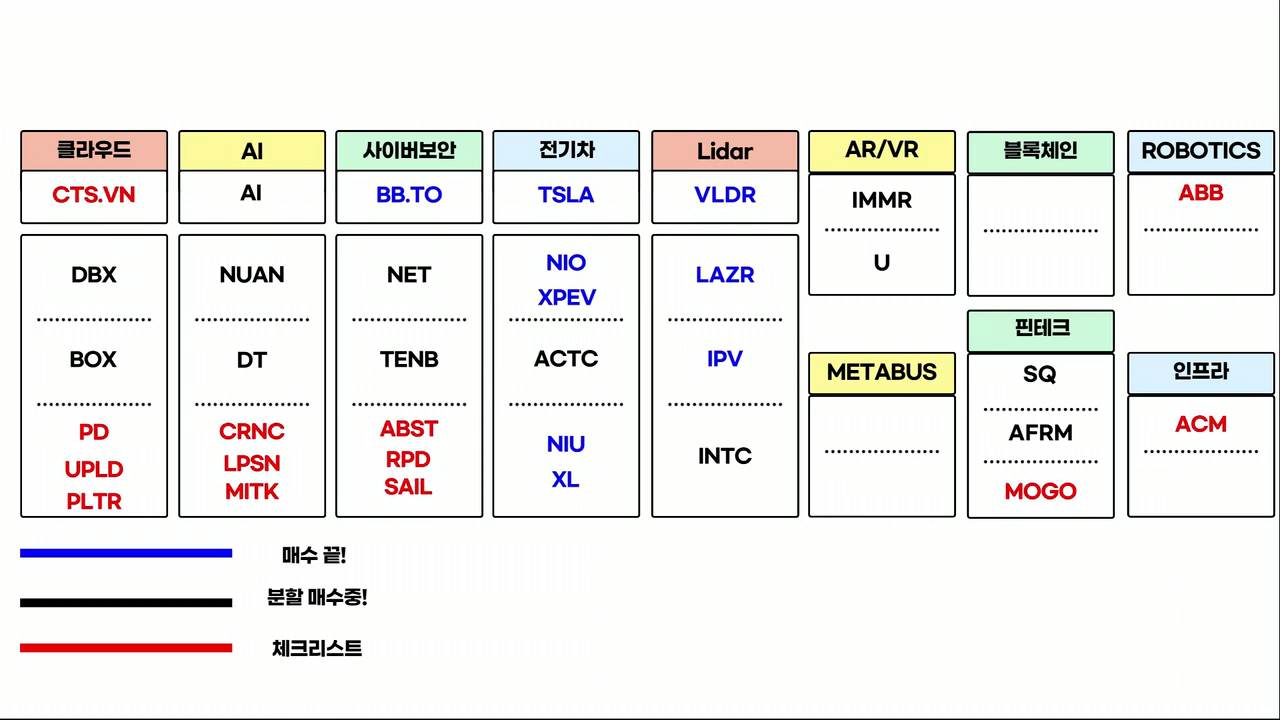 클라우드
CTS.VN
DBX
BOX
PD
UPLD
PLTR
AI
AI
NUAN
DT
CRNC
LPSN
MITK
사이버보안
BB.TO
NET
TENB
ABST
RPD
SAIL
전기차
TSLA
NIO
XPEV
ACTC
NIU
XL
Lidar
VLDR
LAZR
IPV
INTC
AR/VR
IMMR
U
METABUS
블록체인
핀테크
SQ
AFRM
MOGO
ROBOTICS
ABB
인프라
ACM
매수 끝!
분할 매수중!
체크리스트